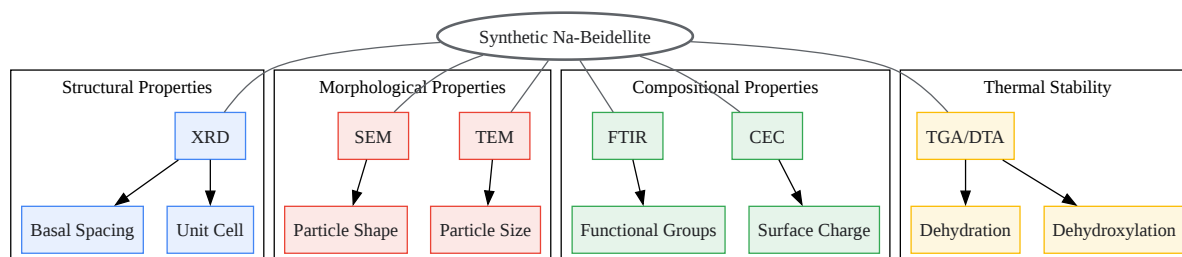 Synthetic Na-Beidellite
Structural Properties
Morphological Properties
Compositional Properties
Thermal Stability
XRD
SEM
TEM
FTIR
CEC
TGA/DTA
Basal Spacing
Unit Cell
Particle Shape
Particle Size
Functional Groups
Surface Charge
Dehydration
Dehydroxylation